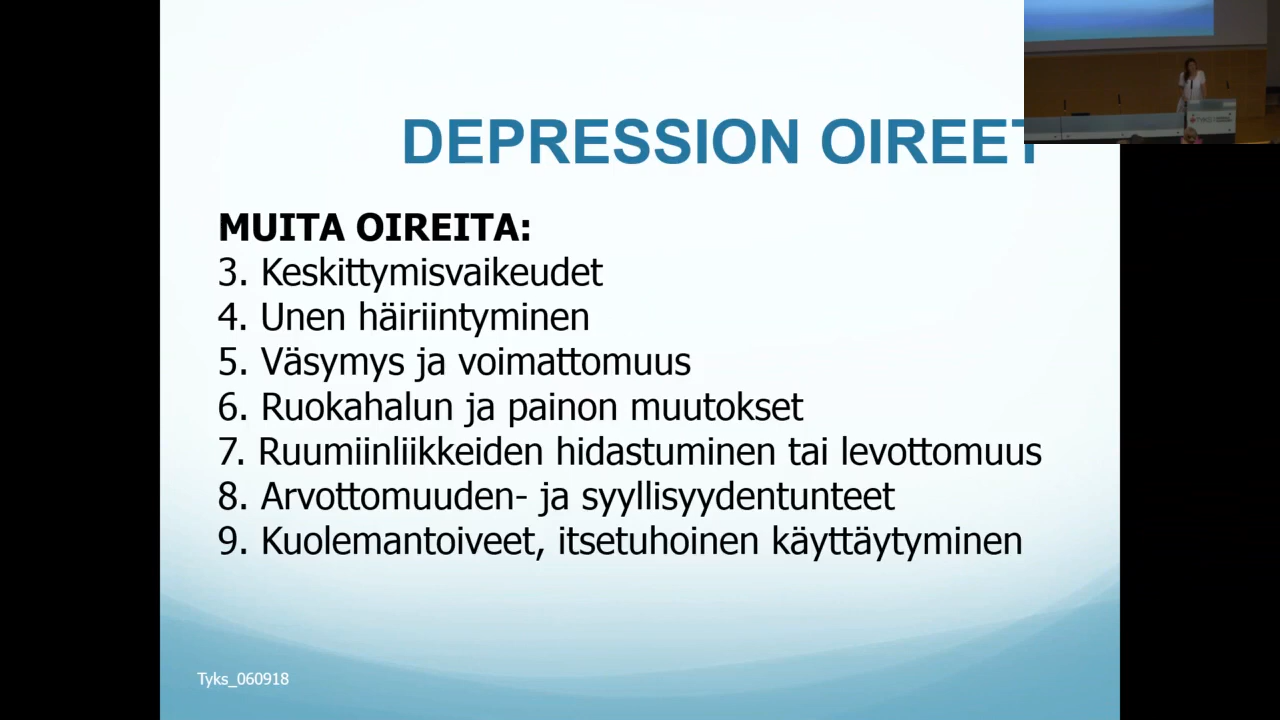 DEPRESSION OIREET
MUITA OIREITA:
3. Keskittymisvaikeudet
4. Unen häiriintyminen
5. Väsymys ja voimattomuus
6. Ruokahalun ja painon muutokset
7. Ruumiinliikkeiden hidastuminen tai levottomuus
8. Arvottomuuden- ja syyllisyydentunteet
9. Kuolemantoiveet, itsetuhoinen käyttäytyminen
Tyks_060918